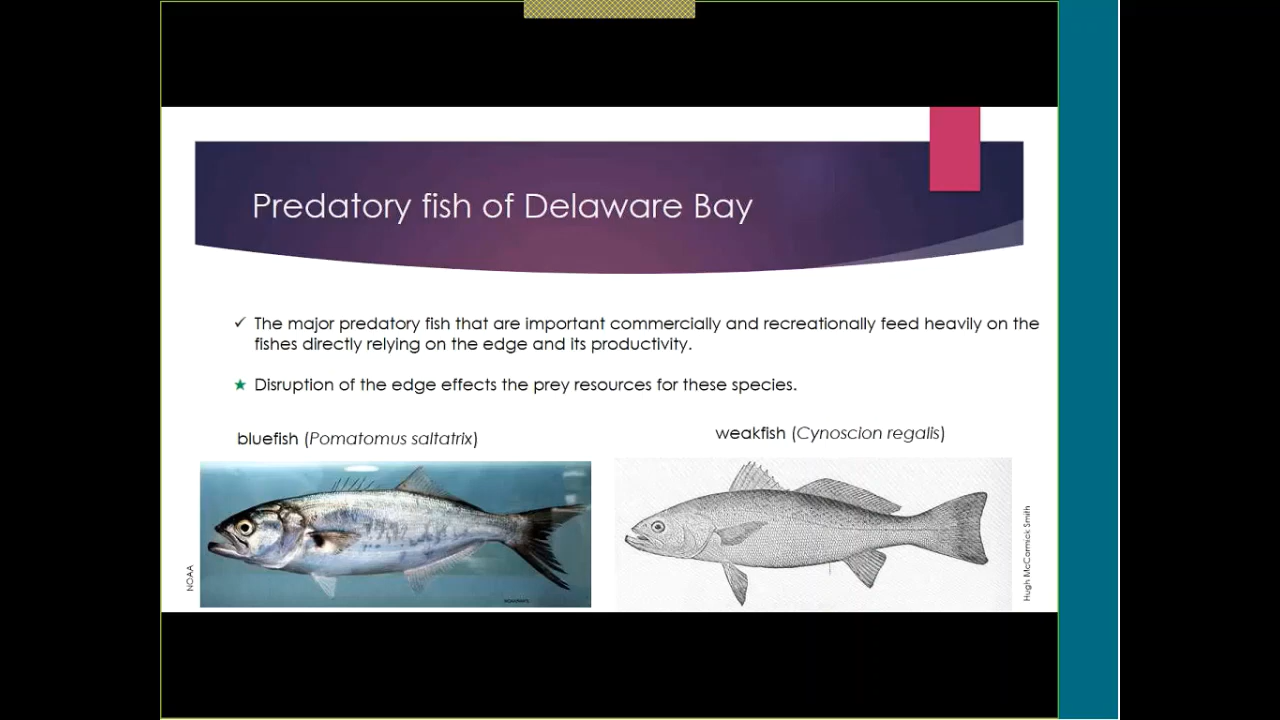 Predatory fish of Delaware Bay
✓ The major predatory fish that are important commercially and recreationally feed heavily on the
fishes directly relying on the edge and its productivity.
★ Disruption of the edge effects the prey resources for these species.
bluefish (Pomatomus saltatrix)
weakfish (Cynoscion regalis)
NOAA
Hugh McCormick Smith